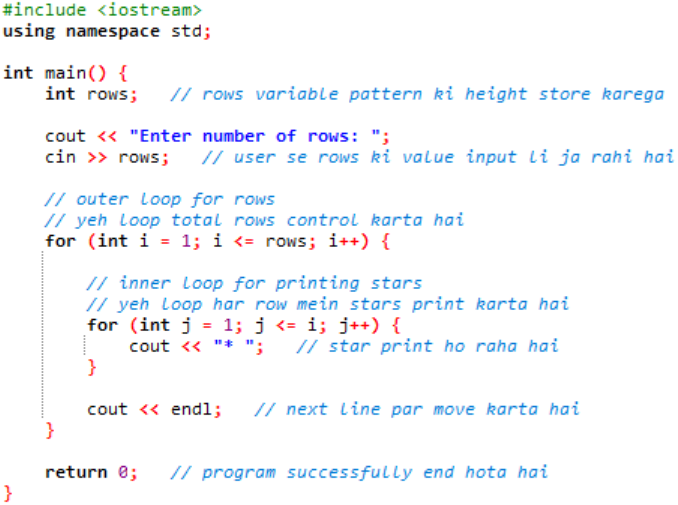 #include <iostream>
using namespace std;
int main() {
int rows;   // rows variable pattern ki height store karega
cout << "Enter number of rows: ";
cin >> rows;   // user se rows ki value input li ja rahi hai
// outer loop for rows
// yeh loop total rows control karta hai
for (int i = 1; i <= rows; i++) {
// inner loop for printing stars
// yeh loop har row mein stars print karta hai
for (int j = 1; j <= i; j++) {
cout << "* ";   // star print ho raha hai
}
cout << endl;   // next line par move karta hai
}
return 0;   // program successfully end hota hai
}